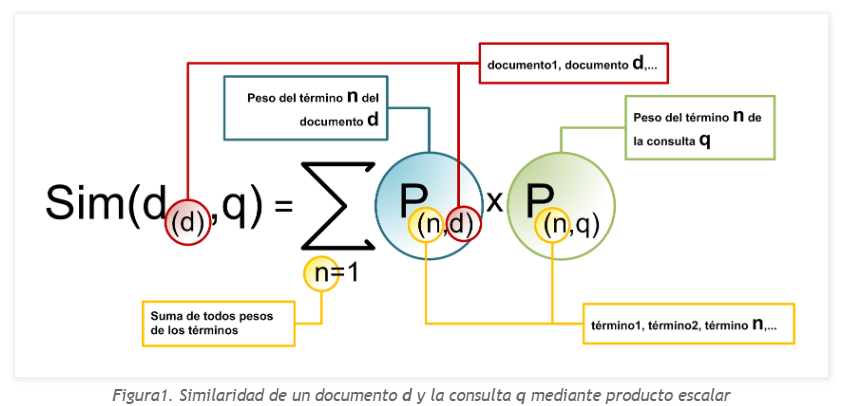 documento1, documento d,...
Peso del término n del
documento d
Peso del término n de
la consulta q
Sim(d(d),q) = ∑ P(n,d) x P(n,q)
n=1
Suma de todos pesos
de los términos
término1, término2, término n,...
Figura1. Similaridad de un documento d y la consulta q mediante producto escalar